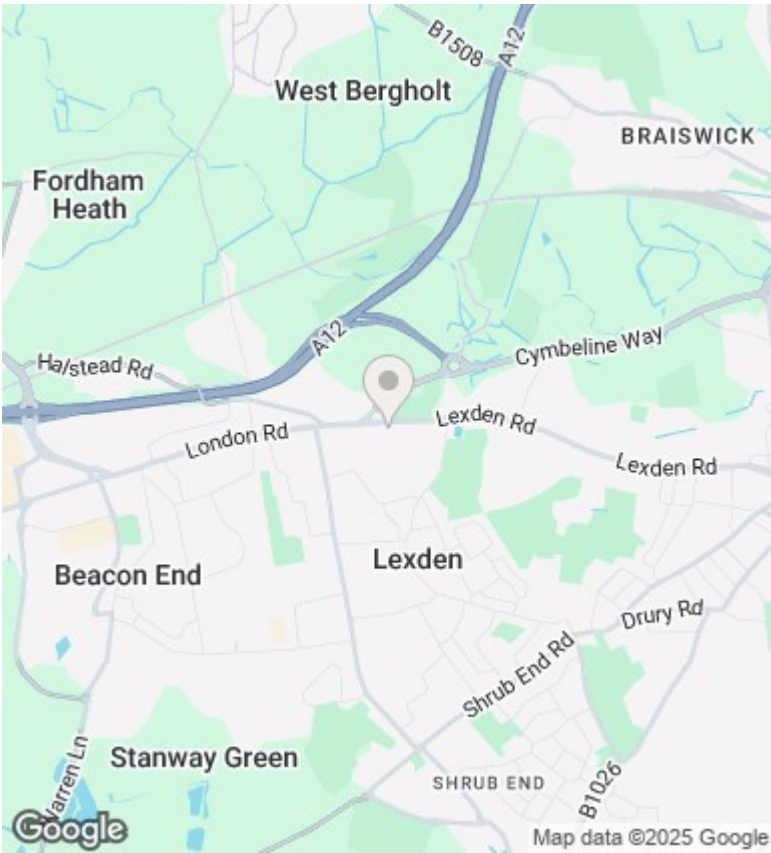 B1508
A12
West Bergholt
BRAISWICK
Fordham
Heath
A12
Cymbeline Way
Halstead Rd
Lexden Rd
London Rd
Lexden Rd
Lexden
Beacon End
Drury Rd
Shrub End Rd
Warren Ln
Stanway Green
SHRUB END
B1026
Google
Map data ©2025 Google